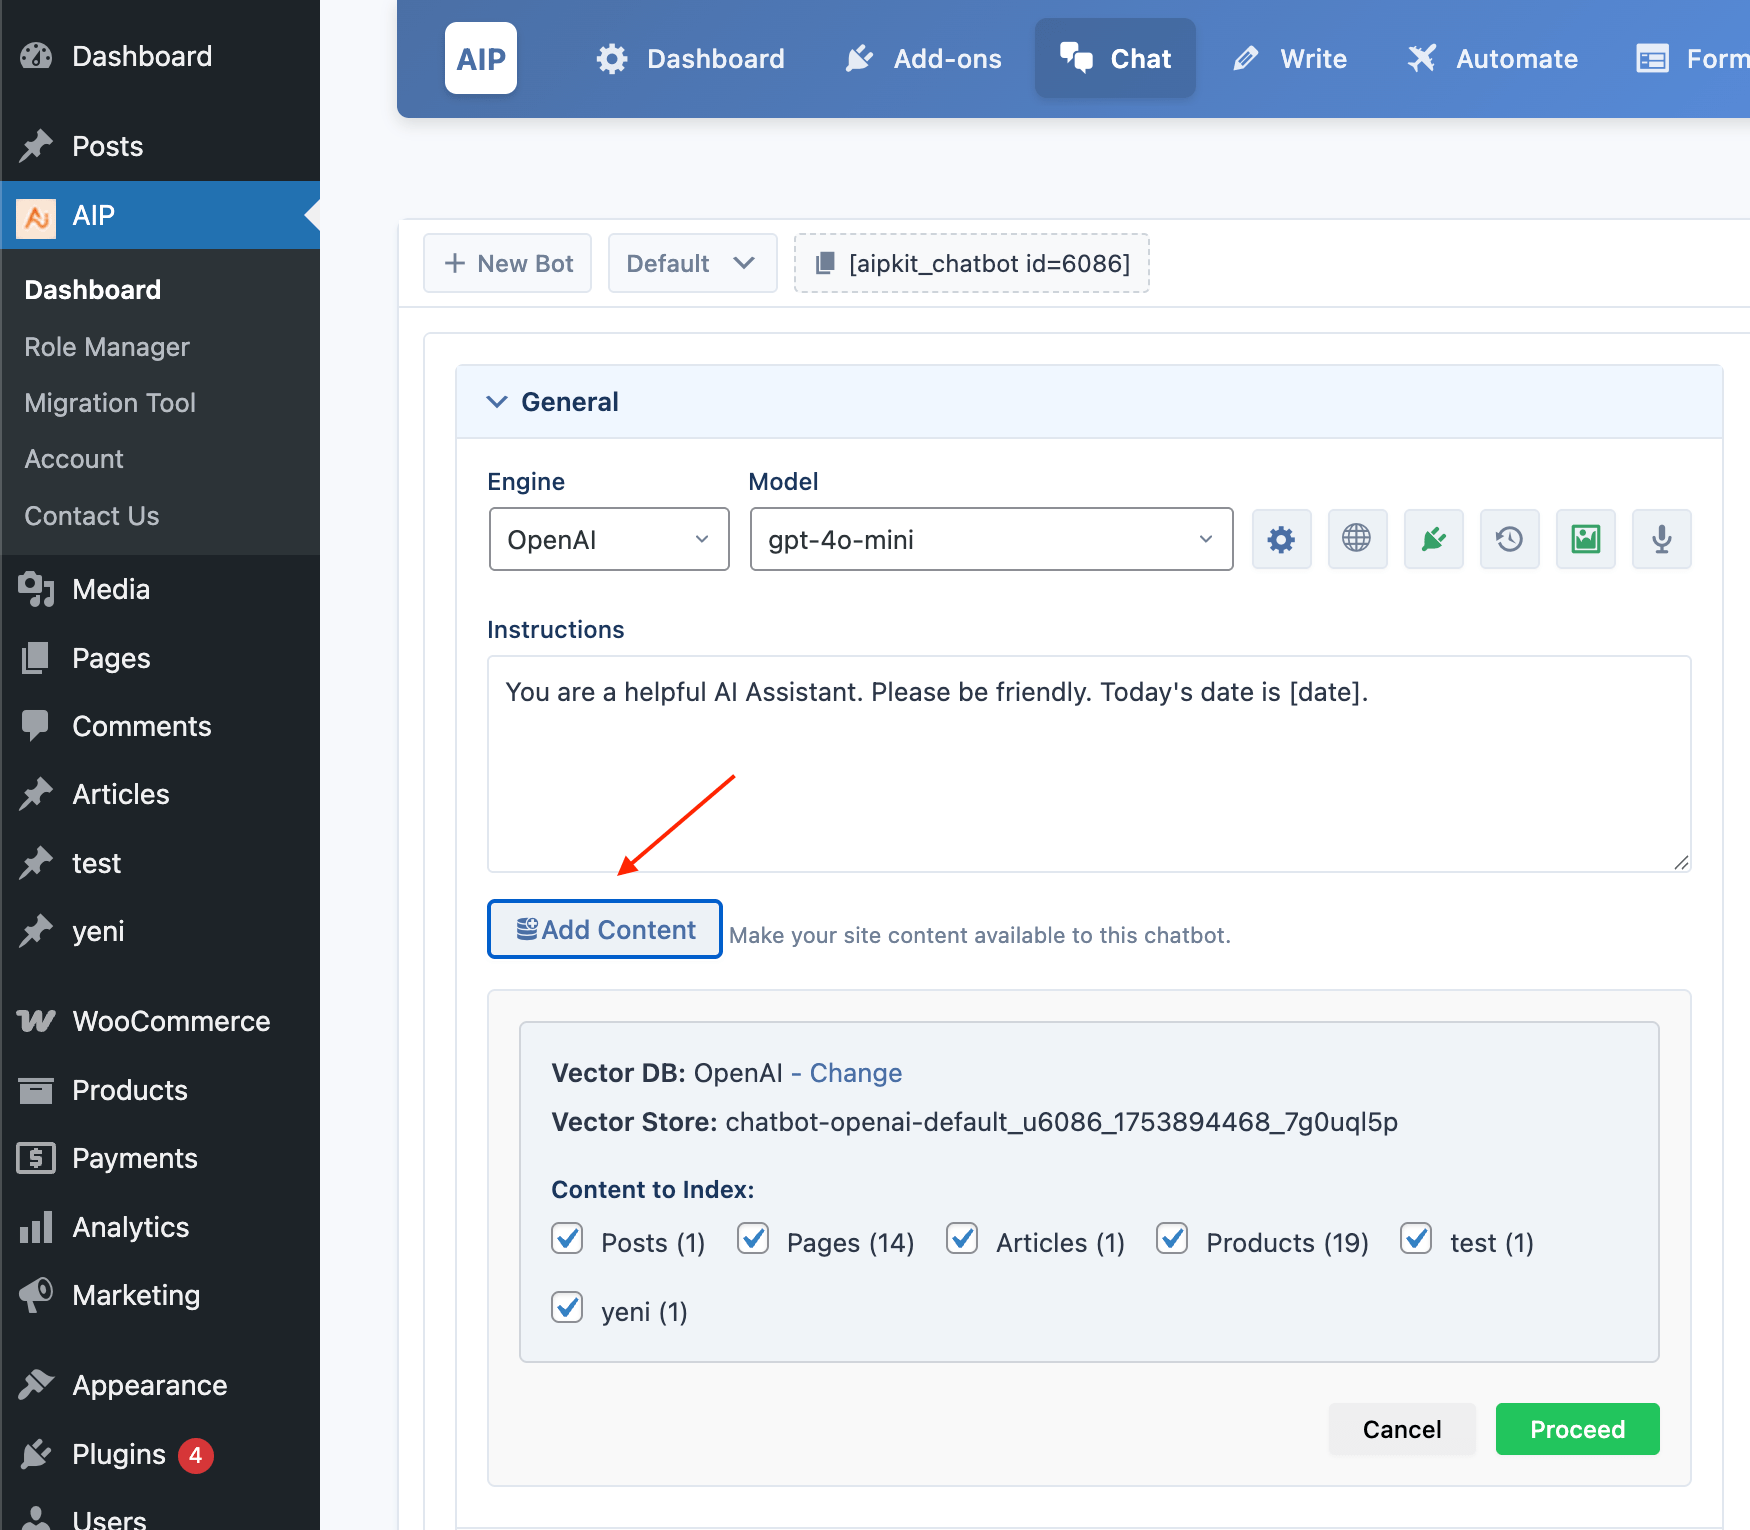 Dashboard
Posts
AIP
Dashboard
Role Manager
Migration Tool
Account
Contact Us
Media
Pages
Comments
Articles
test
yeni
WooCommerce
Products
Payments
Analytics
Marketing
Appearance
Plugins 4
Users
AIP Dashboard Add-ons Chat Write Automate Form
New Bot Default [aipkit_chatbot id=6086]
General
Engine Model
OpenAI gpt-4o-mini
Instructions
You are a helpful AI Assistant. Please be friendly. Today's date is [date].
Add Content Make your site content available to this chatbot.
Vector DB: OpenAI - Change
Vector Store: chatbot-openai-default_u6086_1753894468_7g0uql5p
Content to Index:
Posts (1) Pages (14) Articles (1) Products (19) test (1)
yeni (1)
Cancel Proceed